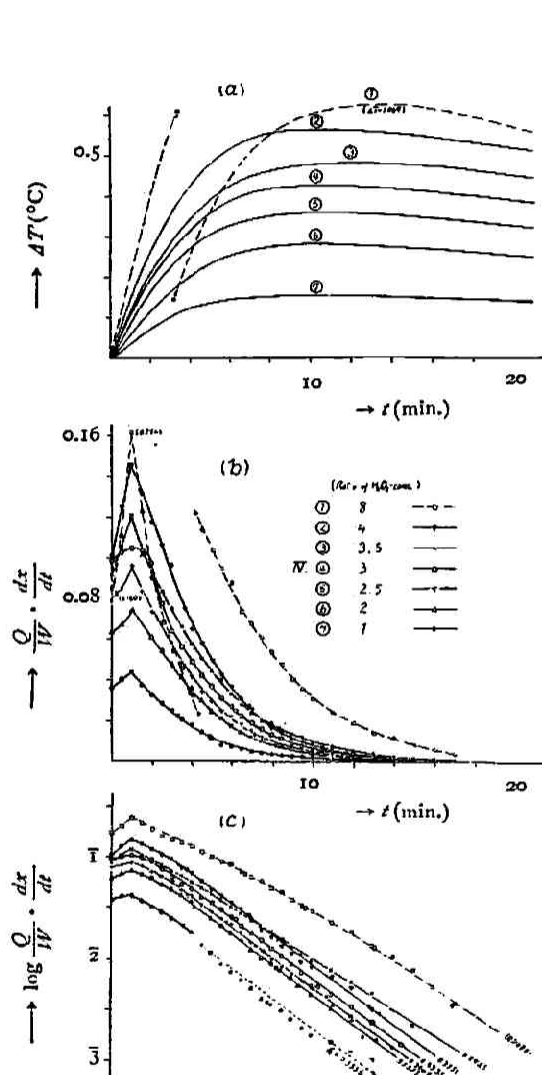 (a)
①
②
0.5
③
④
⑤
⑥
⑦
→ ΔT (°C)
10
20
→ t (min.)
0.16
(b)
① 8
② 4
③ 3.5
IV. ④ 3
⑤ 2.5
⑥ 2
⑦ 1
0.08
→ Q/W · dx/dt
10
20
→ t (min.)
(c)
1̄
2̄
3̄
→ log Q/W · dx/dt